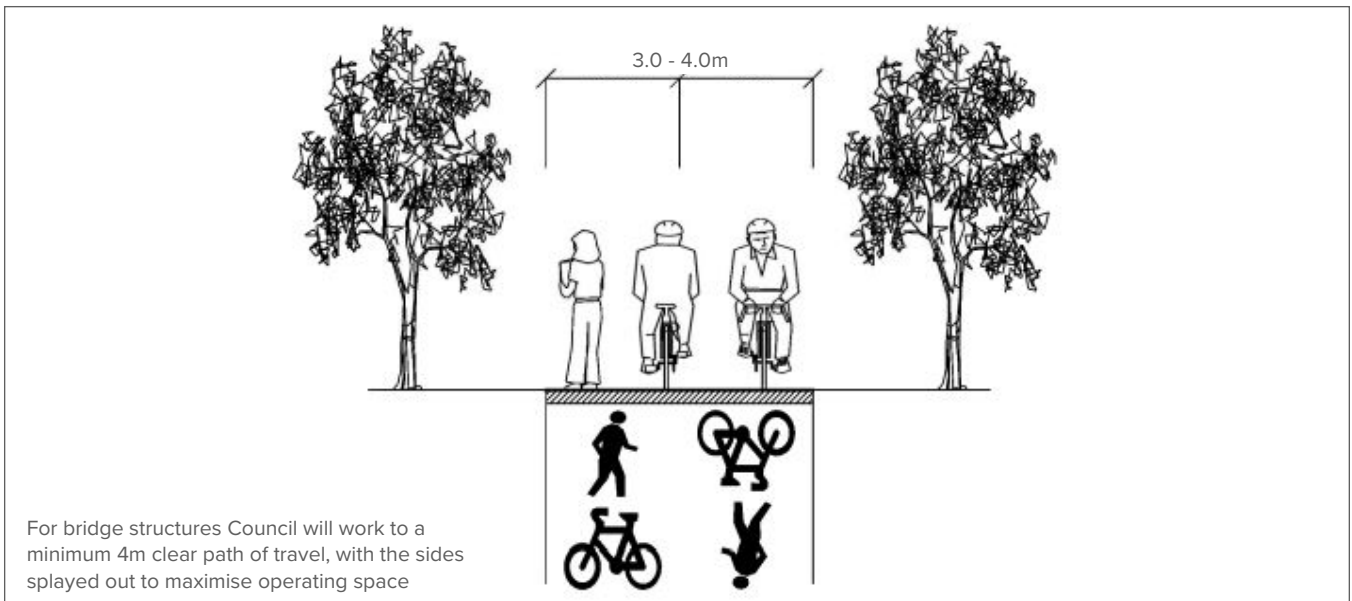 3.0 - 4.0m
For bridge structures Council will work to a
minimum 4m clear path of travel, with the sides
splayed out to maximise operating space